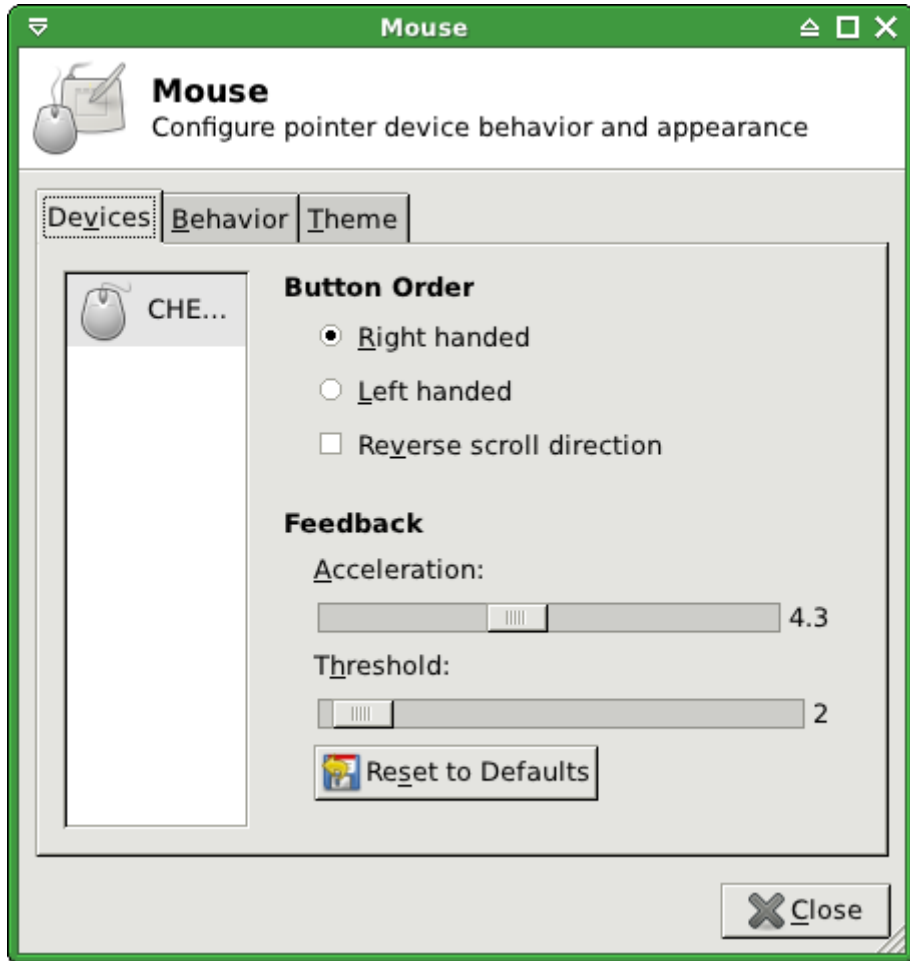 Mouse
Mouse
Configure pointer device behavior and appearance
Devices Behavior Theme
CHE...
Button Order
Right handed
Left handed
Reverse scroll direction
Feedback
Acceleration:
4.3
Threshold:
2
Reset to Defaults
Close